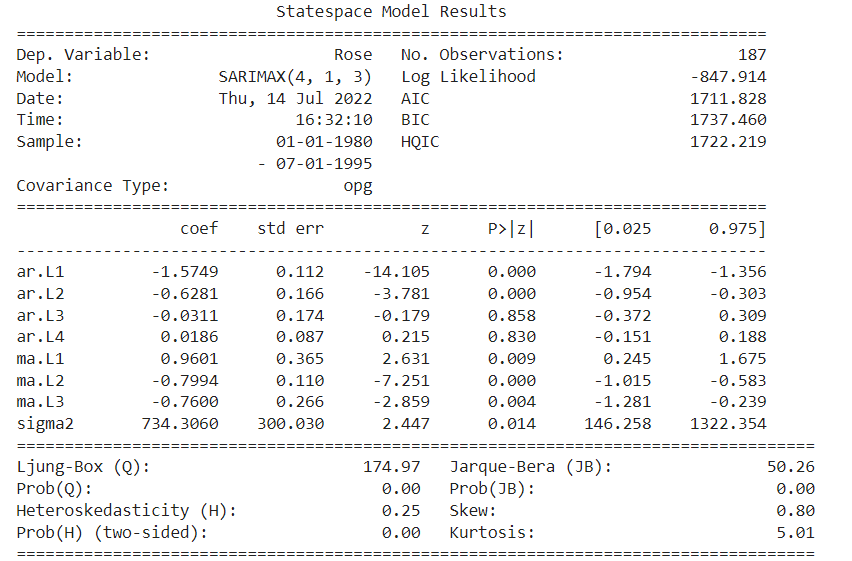 Statespace Model Results
==============================================================================
Dep. Variable:                   Rose   No. Observations:                  187
Model:               SARIMAX(4, 1, 3)   Log Likelihood                -847.914
Date:                Thu, 14 Jul 2022   AIC                           1711.828
Time:                        16:32:10   BIC                           1737.460
Sample:                    01-01-1980   HQIC                          1722.219
                         - 07-01-1995
Covariance Type:                  opg
==============================================================================
                 coef    std err          z      P>|z|      [0.025      0.975]
------------------------------------------------------------------------------
ar.L1         -1.5749      0.112    -14.105      0.000      -1.794      -1.356
ar.L2         -0.6281      0.166     -3.781      0.000      -0.954      -0.303
ar.L3         -0.0311      0.174     -0.179      0.858      -0.372       0.309
ar.L4          0.0186      0.087      0.215      0.830      -0.151       0.188
ma.L1          0.9601      0.365      2.631      0.009       0.245       1.675
ma.L2         -0.7994      0.110     -7.251      0.000      -1.015      -0.583
ma.L3         -0.7600      0.266     -2.859      0.004      -1.281      -0.239
sigma2       734.3060    300.030      2.447      0.014     146.258    1322.354
===================================================================================
Ljung-Box (Q):                      174.97   Jarque-Bera (JB):                50.26
Prob(Q):                              0.00   Prob(JB):                         0.00
Heteroskedasticity (H):               0.25   Skew:                             0.80
Prob(H) (two-sided):                  0.00   Kurtosis:                         5.01
===================================================================================